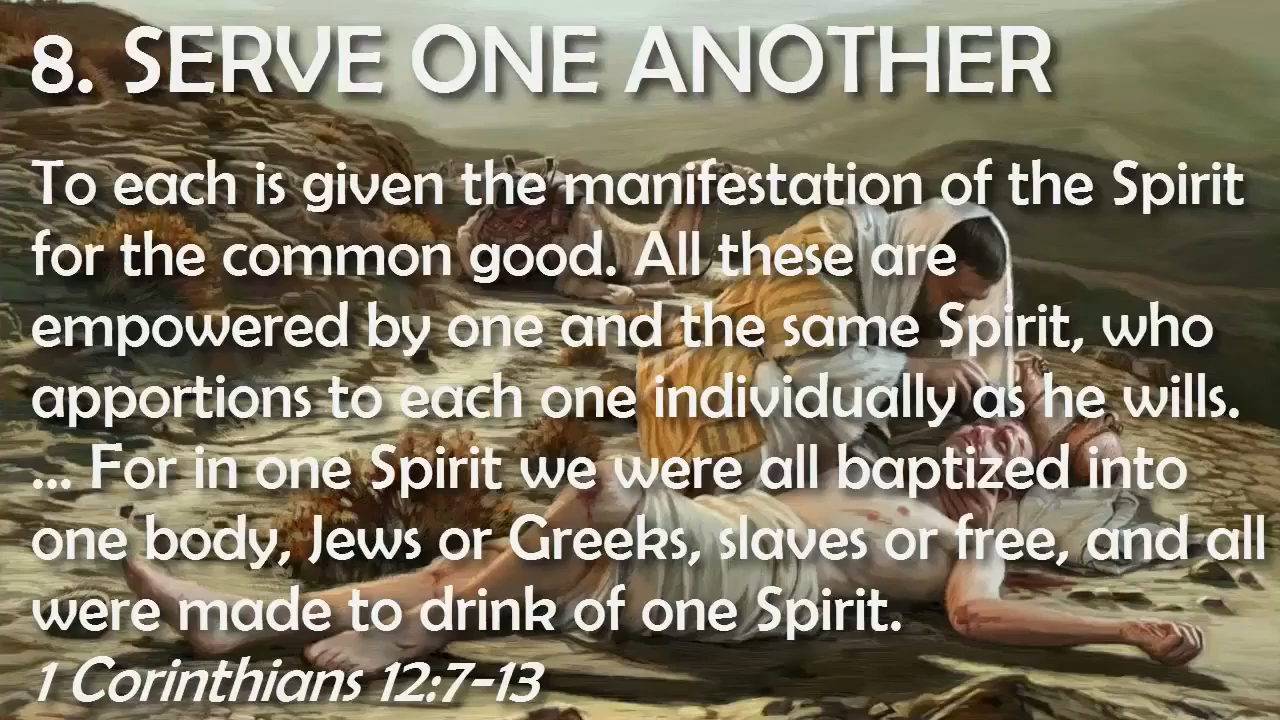 8. SERVE ONE ANOTHER
To each is given the manifestation of the Spirit
for the common good. All these are
empowered by one and the same Spirit, who
apportions to each one individually as he wills.
... For in one Spirit we were all baptized into
one body, Jews or Greeks, slaves or free, and all
were made to drink of one Spirit.
1 Corinthians 12:7-13